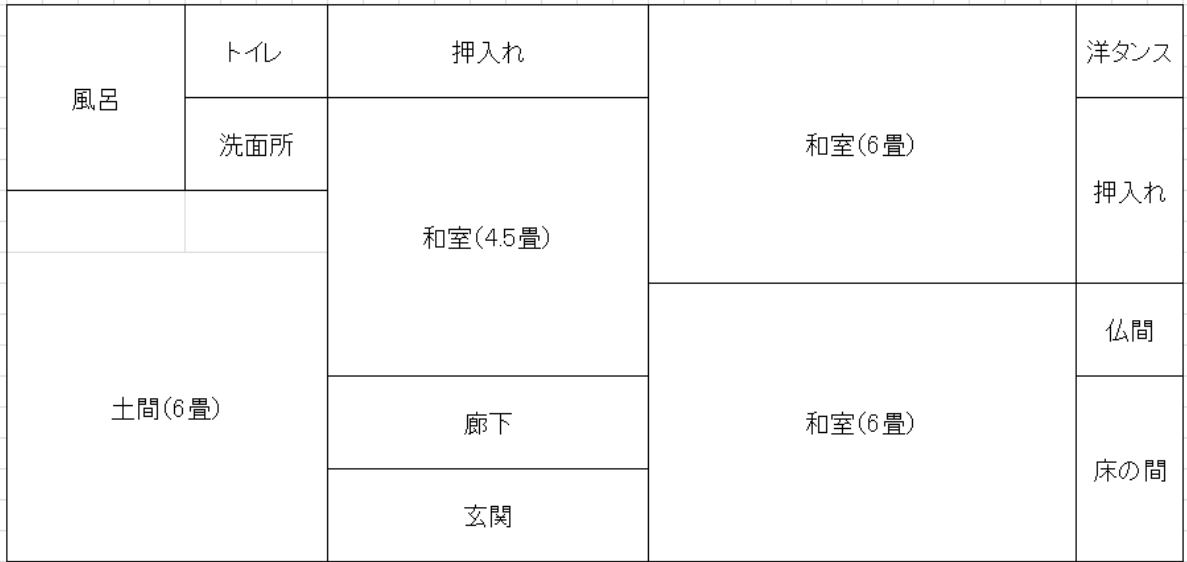 風呂
トイレ
押入れ
和室(6畳)
洋タンス
洗面所
和室(4.5畳)
押入れ
土間(6畳)
廊下
玄関
和室(6畳)
仏間
床の間